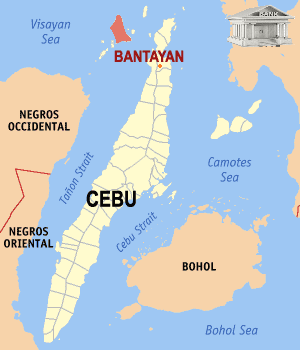 Visayan
Sea
BANK
BANTAYAN
NEGROS
OCCIDENTAL
Tañon Strait
Camotes
Sea
CEBU
Cebu Strait
NEGROS
ORIENTAL
BOHOL
Bohol Sea